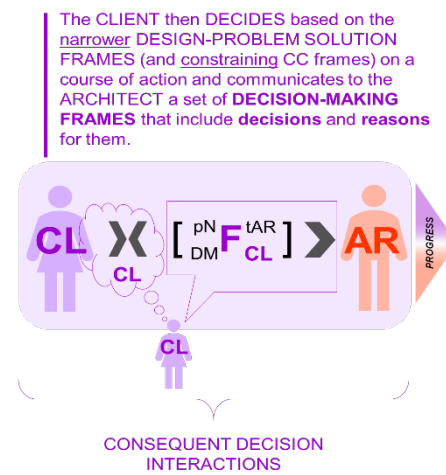 The CLIENT then DECIDES based on the
narrower DESIGN-PROBLEM SOLUTION
FRAMES (and constraining CC frames) on a
course of action and communicates to the
ARCHITECT a set of DECISION-MAKING
FRAMES that include decisions and reasons
for them.
CL
CL
[ pN DM F tAR CL ]
AR
PROGRESS
CL
CONSEQUENT DECISION
INTERACTIONS